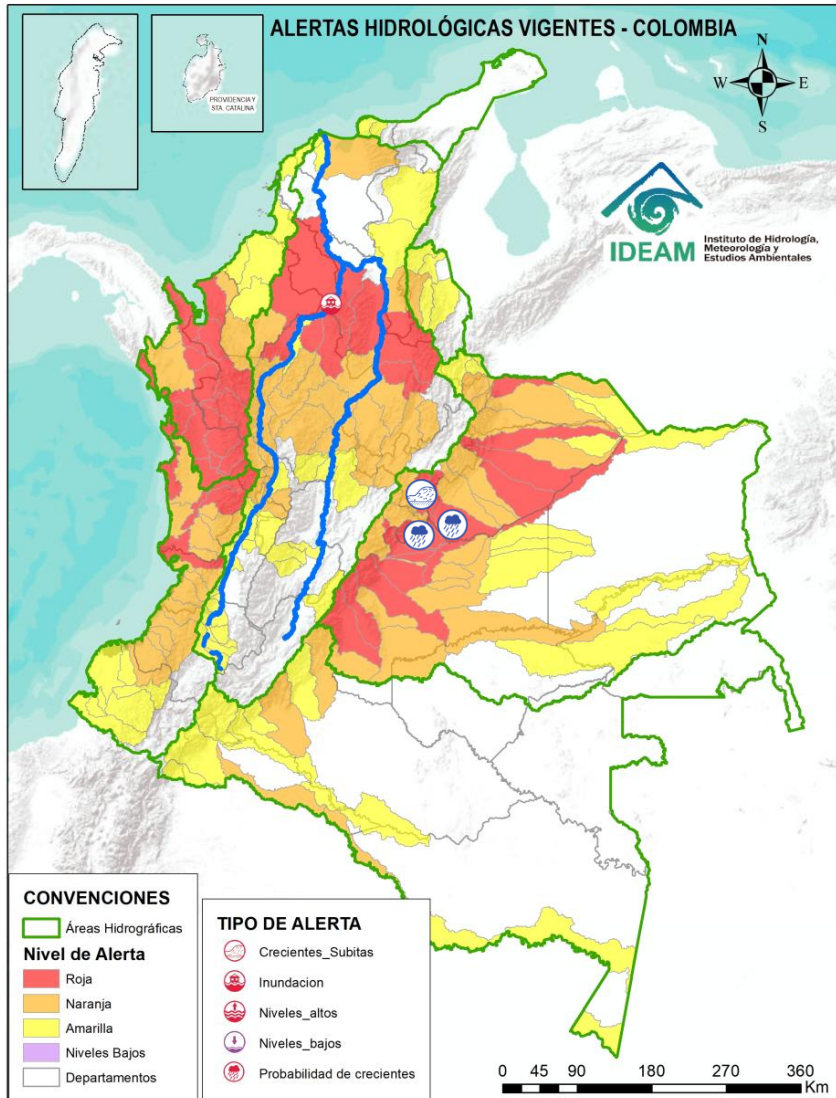 ALERTAS HIDROLÓGICAS VIGENTES - COLOMBIA
PROVIDENCIA Y
STA. CATALINA
N
W
E
S
IDEAM
Instituto de Hidrología,
Meteorología y
Estudios Ambientales
CONVENCIONES
Áreas Hidrográficas
Nivel de Alerta
Roja
Naranja
Amarilla
Niveles Bajos
Departamentos
TIPO DE ALERTA
Crecientes_Subitas
Inundacion
Niveles_altos
Niveles_bajos
Probabilidad de crecientes
0 45 90 180 270 360
Km